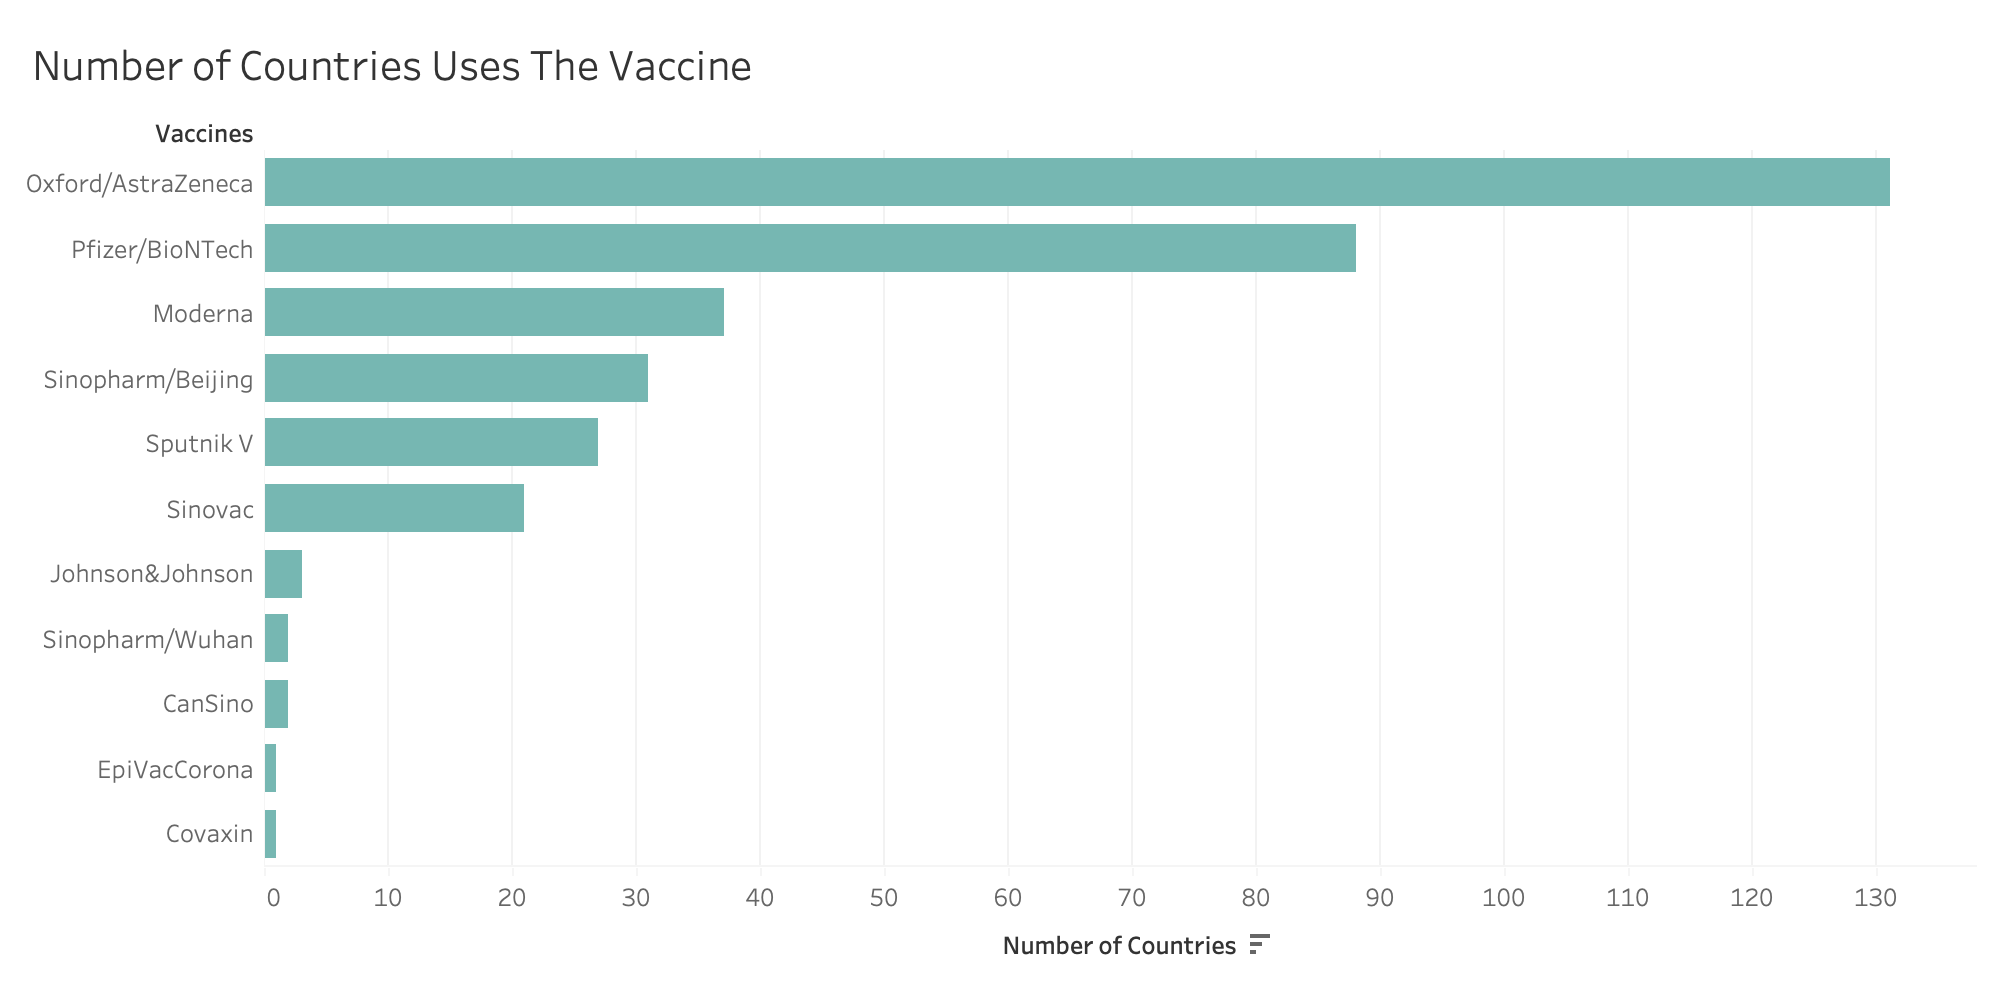 Number of Countries Uses The Vaccine
Vaccines
Oxford/AstraZeneca
Pfizer/BioNTech
Moderna
Sinopharm/Beijing
Sputnik V
Sinovac
Johnson&Johnson
Sinopharm/Wuhan
CanSino
EpiVacCorona
Covaxin
0 10 20 30 40 50 60 70 80 90 100 110 120 130
Number of Countries